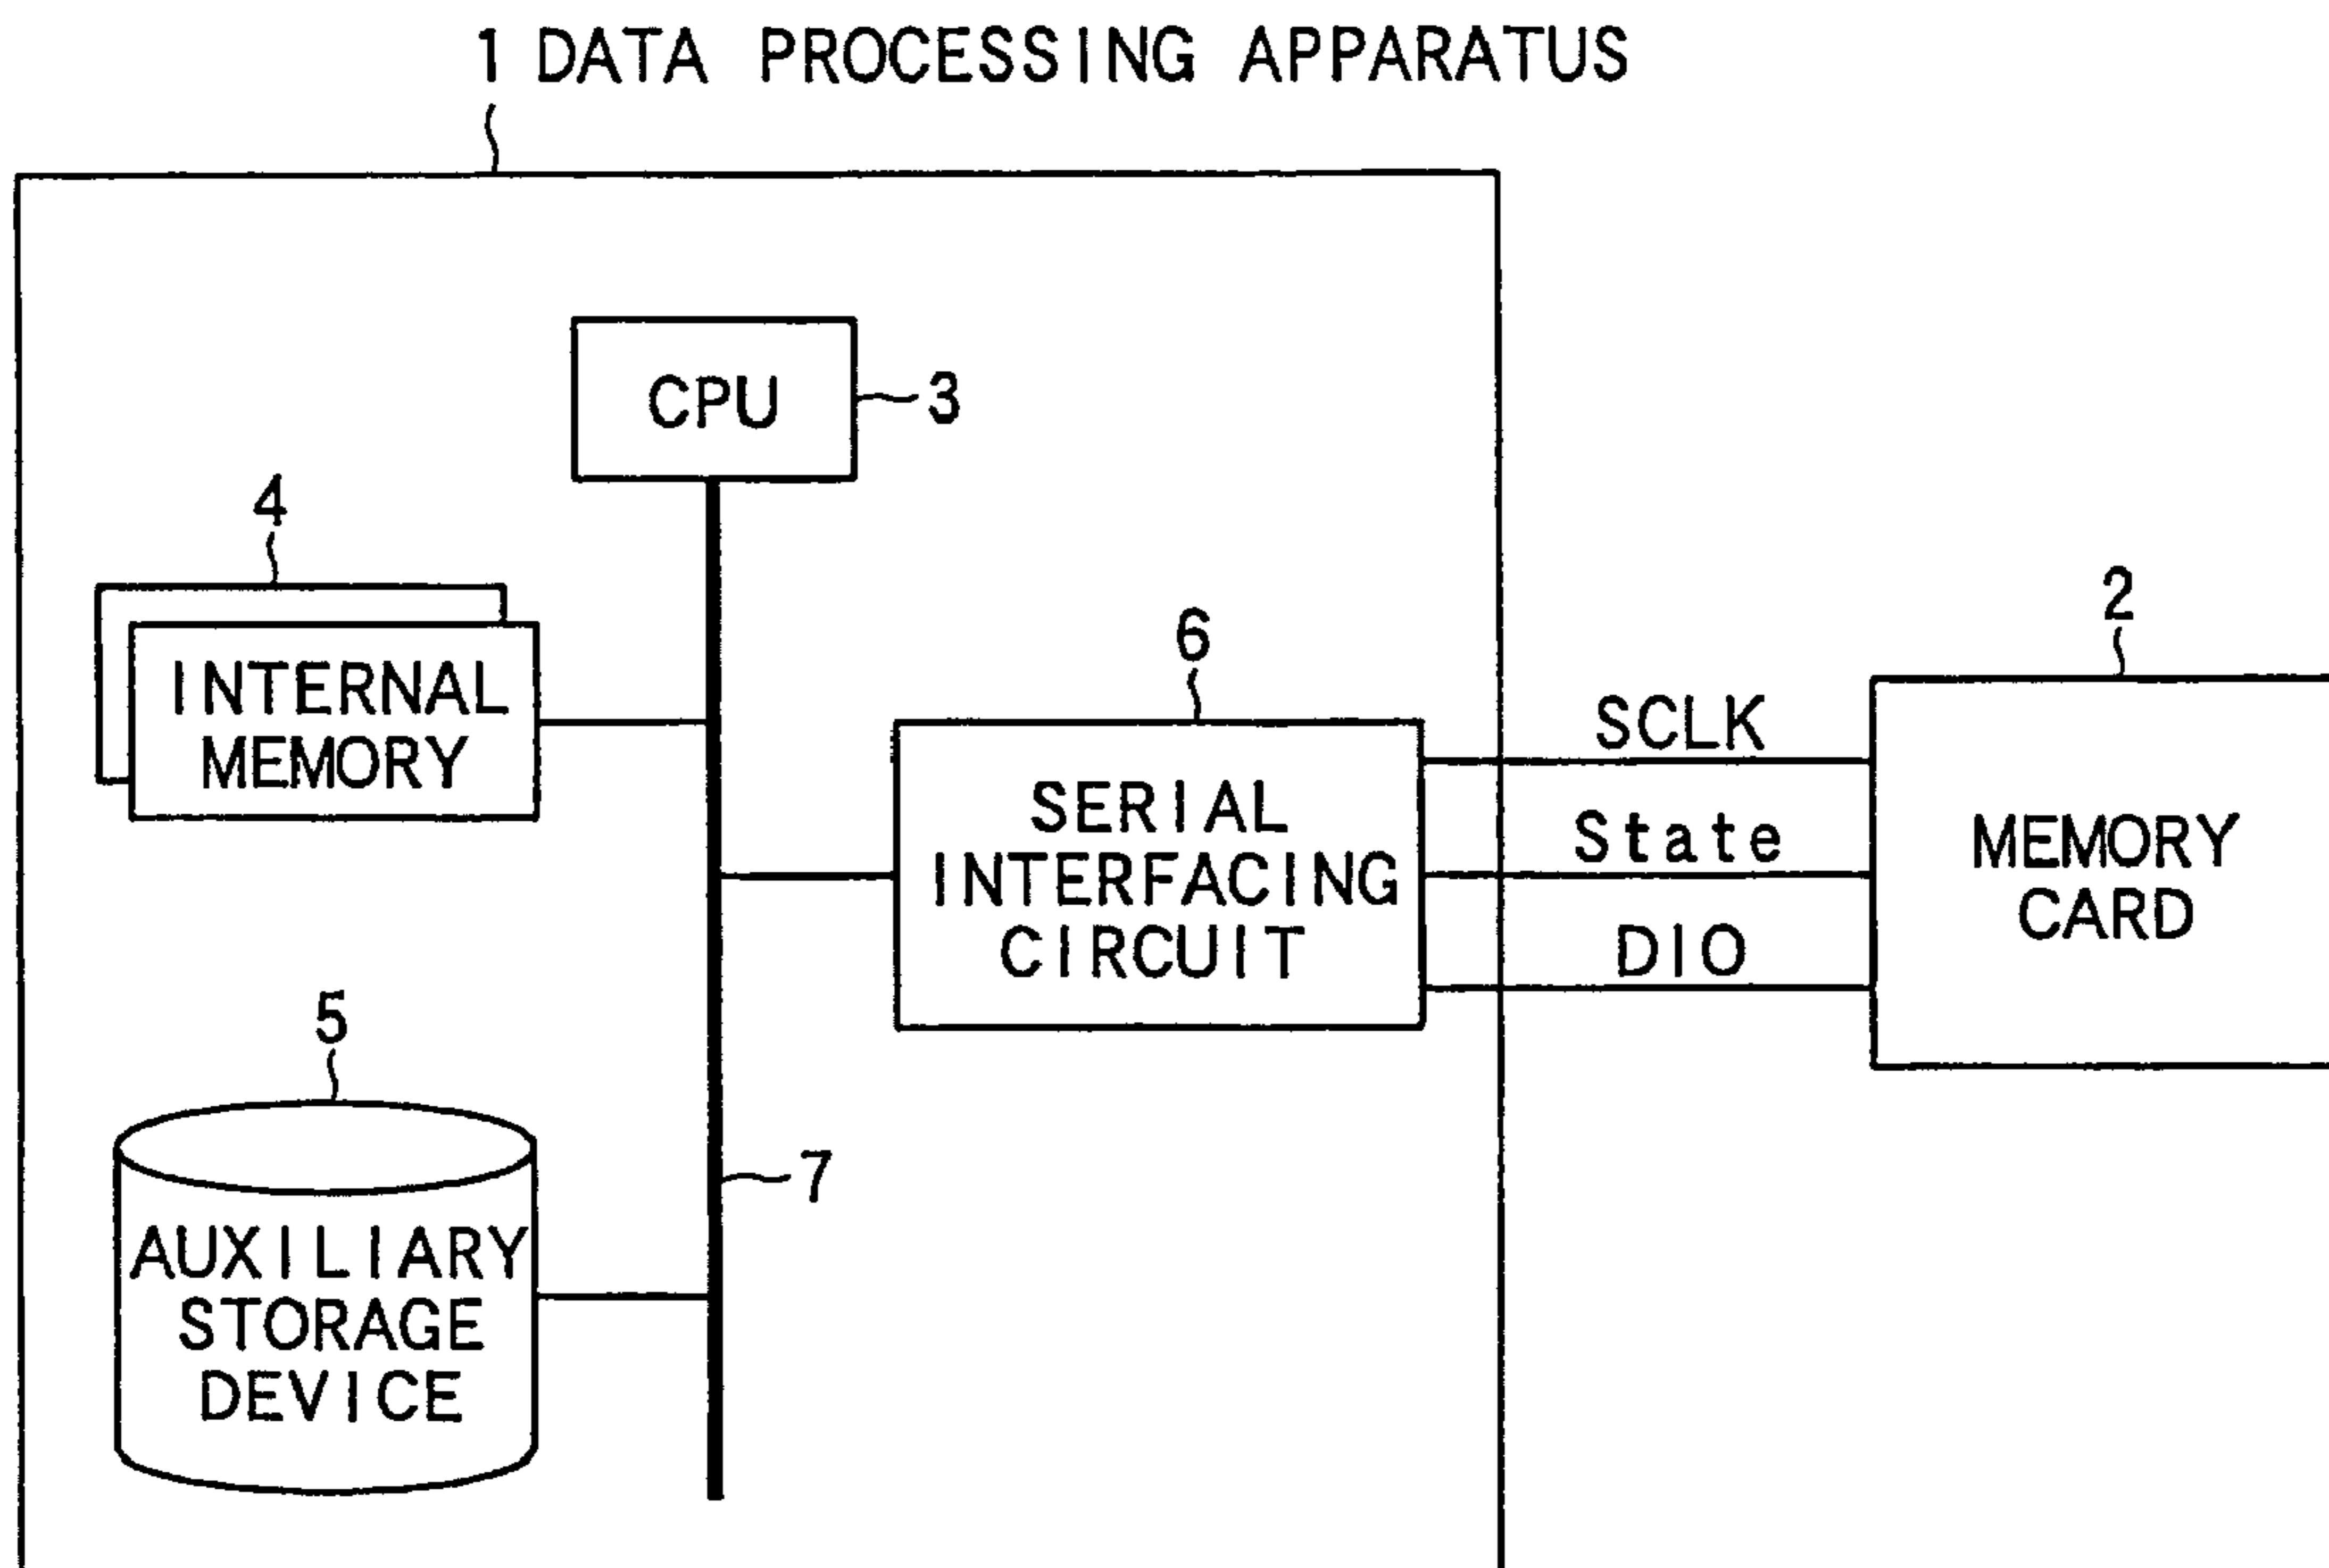 1 DATA PROCESSING APPARATUS
CPU
3
4
INTERNAL
MEMORY
6
SERIAL
INTERFACING
CIRCUIT
SCLK
State
DIO
2
MEMORY
CARD
5
AUXILIARY
STORAGE
DEVICE
7